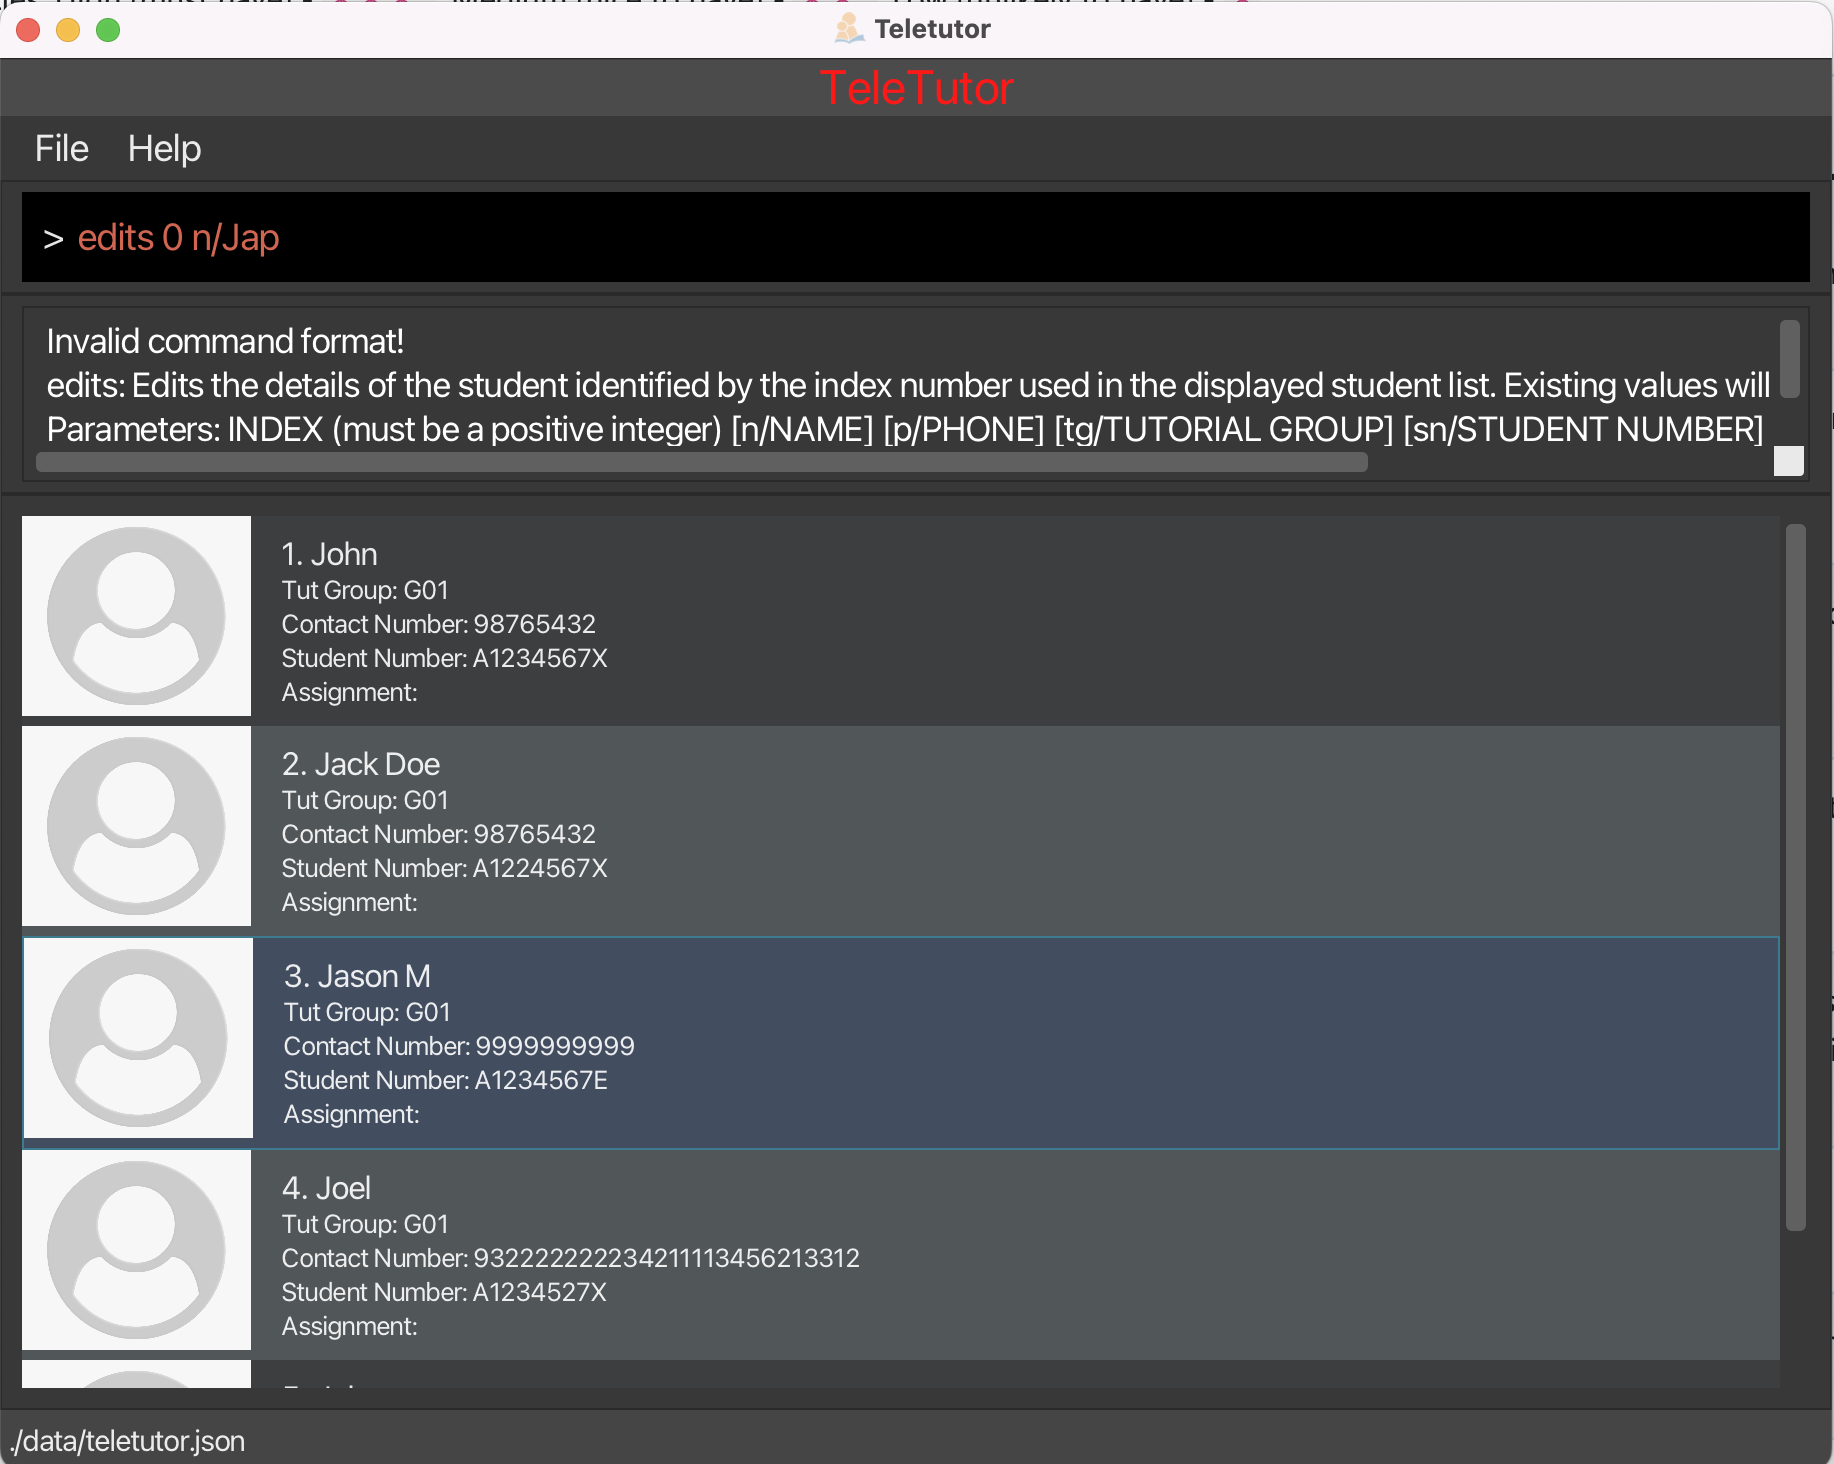 Teletutor
TeleTutor
File Help
> edits 0 n/Jap
Invalid command format!
edits: Edits the details of the student identified by the index number used in the displayed student list. Existing values will
Parameters: INDEX (must be a positive integer) [n/NAME] [p/PHONE] [tg/TUTORIAL GROUP] [sn/STUDENT NUMBER]
1. John
Tut Group: G01
Contact Number: 98765432
Student Number: A1234567X
Assignment:
2. Jack Doe
Tut Group: G01
Contact Number: 98765432
Student Number: A1224567X
Assignment:
3. Jason M
Tut Group: G01
Contact Number: 9999999999
Student Number: A1234567E
Assignment:
4. Joel
Tut Group: G01
Contact Number: 932222222234211113456213312
Student Number: A1234527X
Assignment:
./data/teletutor.json